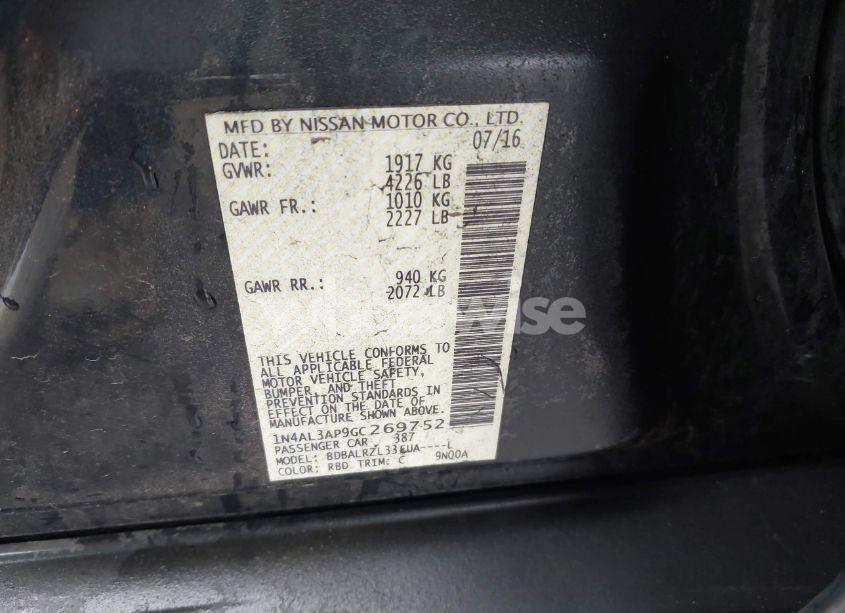 MFD BY NISSAN MOTOR CO., LTD.
DATE: 07/16
GVWR: 1917 KG
4226 LB
GAWR FR.: 1010 KG
2227 LB
GAWR RR.: 940 KG
2072 LB
THIS VEHICLE CONFORMS TO
ALL APPLICABLE FEDERAL
MOTOR VEHICLE SAFETY,
BUMPER, AND THEFT
PREVENTION STANDARDS IN
EFFECT ON THE DATE OF
MANUFACTURE SHOWN ABOVE.
1N4AL3AP9GC269752
PASSENGER CAR 387
MODEL: BDBALRZL33EUA----L
COLOR: RBD TRIM: C 9NQ0A